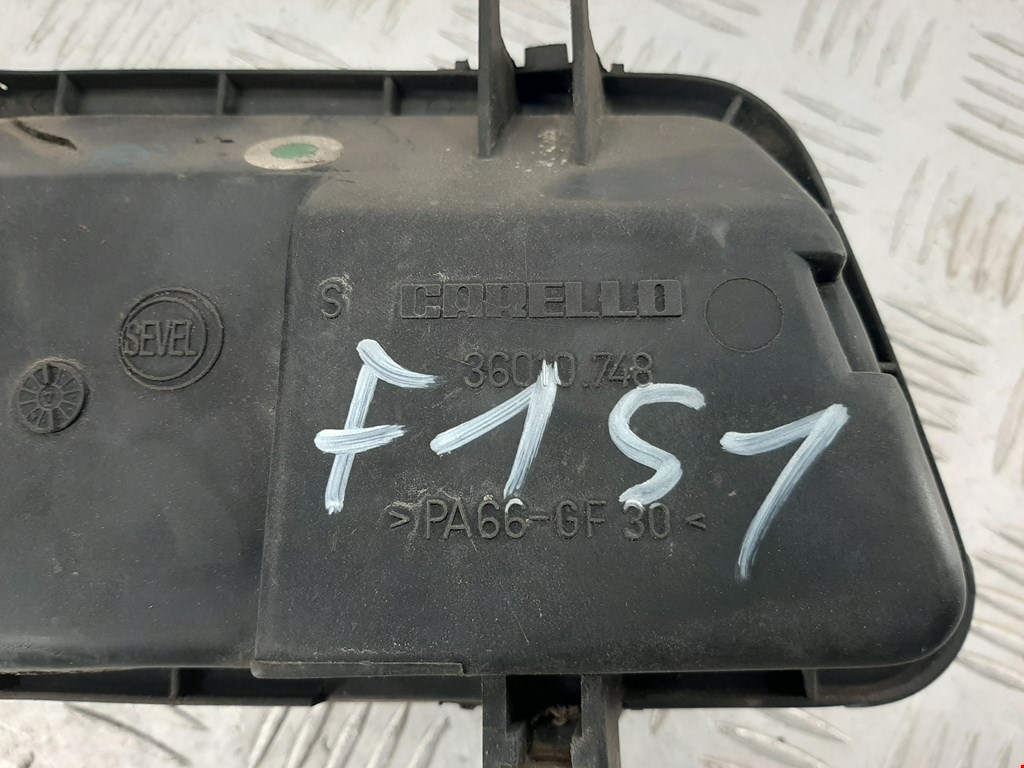 S CARELLO
SEVEL
36010.748
F1S1
>PA66-GF 30<